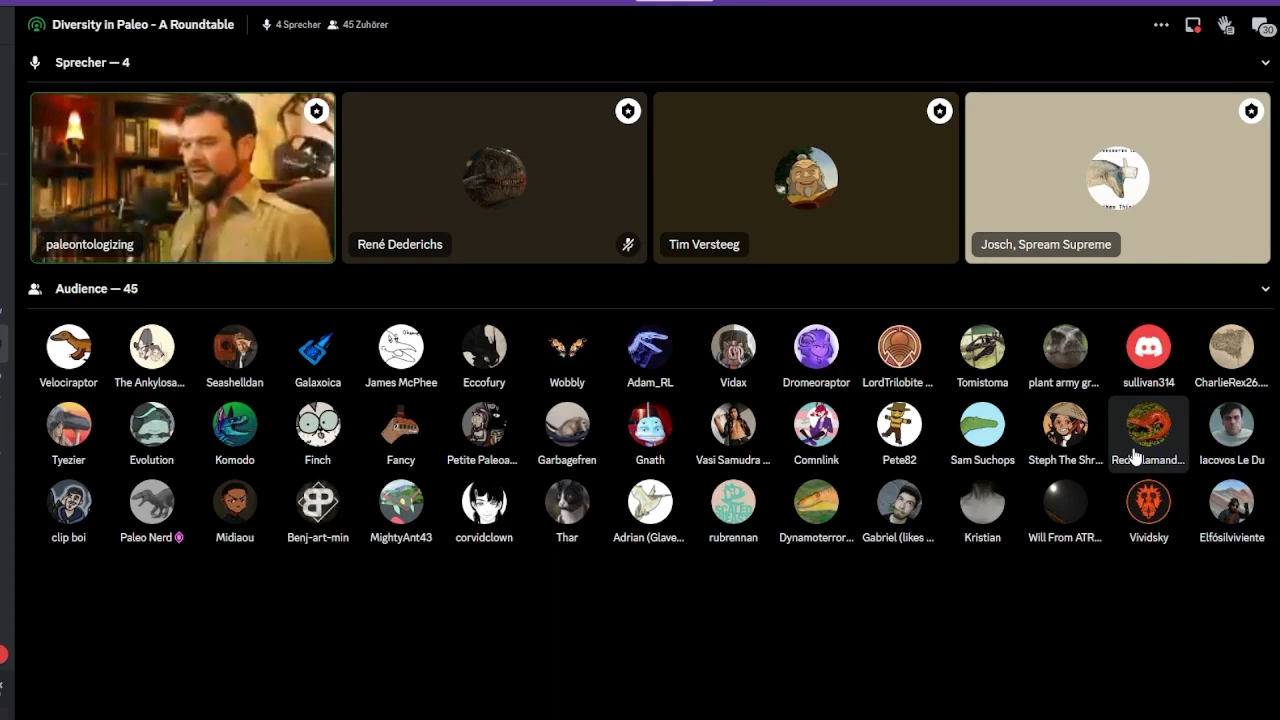 Diversity in Paleo - A Roundtable
4 Sprecher
45 Zuhörer
30
Sprecher — 4
paleontologizing
René Dederichs
Tim Versteeg
Josch, Spream Supreme
Audience — 45
Velociraptor
The Ankylosa...
Seashelldan
Galaxoica
James McPhee
Eccofury
Wobbly
Adam_RL
Vidax
Dromeoraptor
LordTrilobite ...
Tomistoma
plant army gr...
sullivan314
CharlieRex26....
Tyezier
Evolution
Komodo
Finch
Fancy
Petite Paleoa...
Garbagefren
Gnath
Vasi Samudra ...
Comnlink
Pete82
Sam Suchops
Steph The Shr...
Iacovos Le Du
clip boi
Paleo Nerd
Midiaou
Benj-art-min
MightyAnt43
corvidclown
Thar
Adrian (Glave...
rubrennan
Dynamoterror...
Gabriel (likes ...
Kristian
Will From ATR...
Vividsky
Elfósilviviente